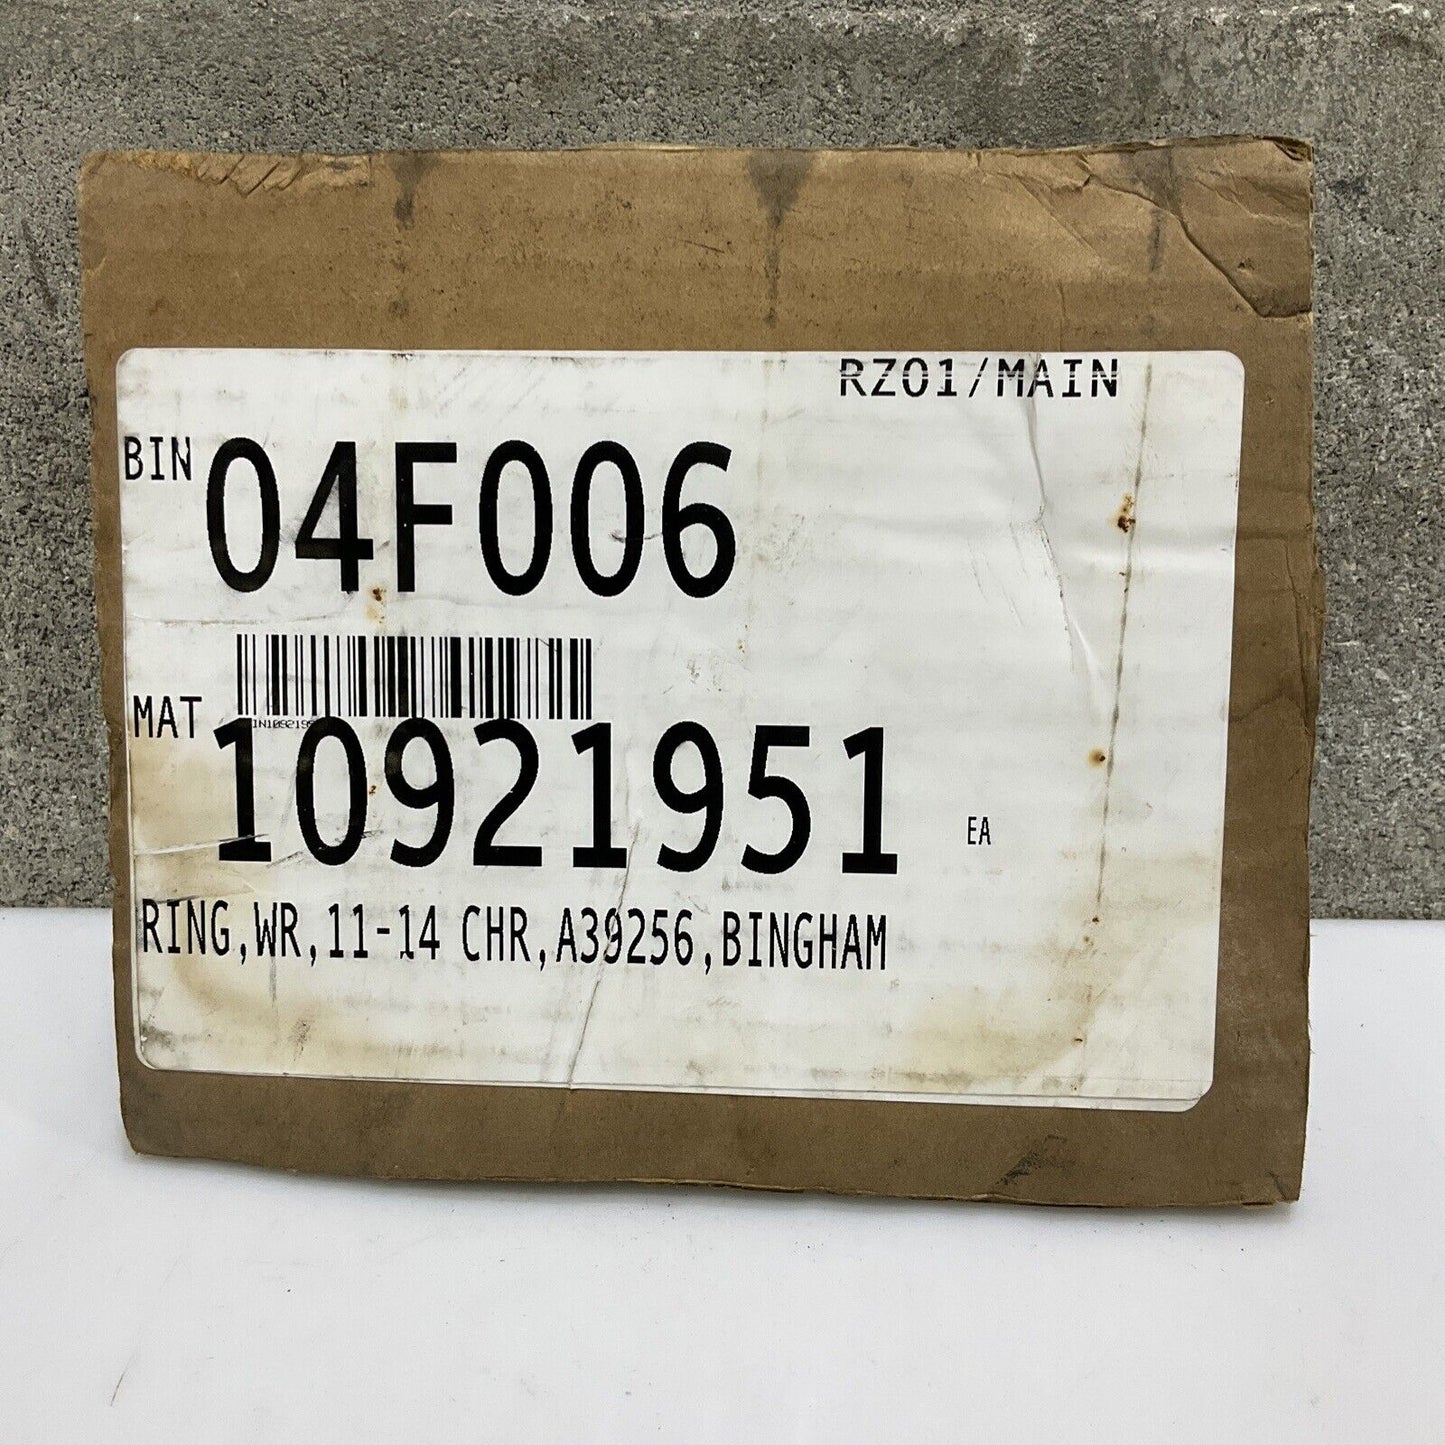 RZ01/MAIN
BIN 04F006
MAT 10921951 EA
RING,WR,11-14 CHR,A39256,BINGHAM